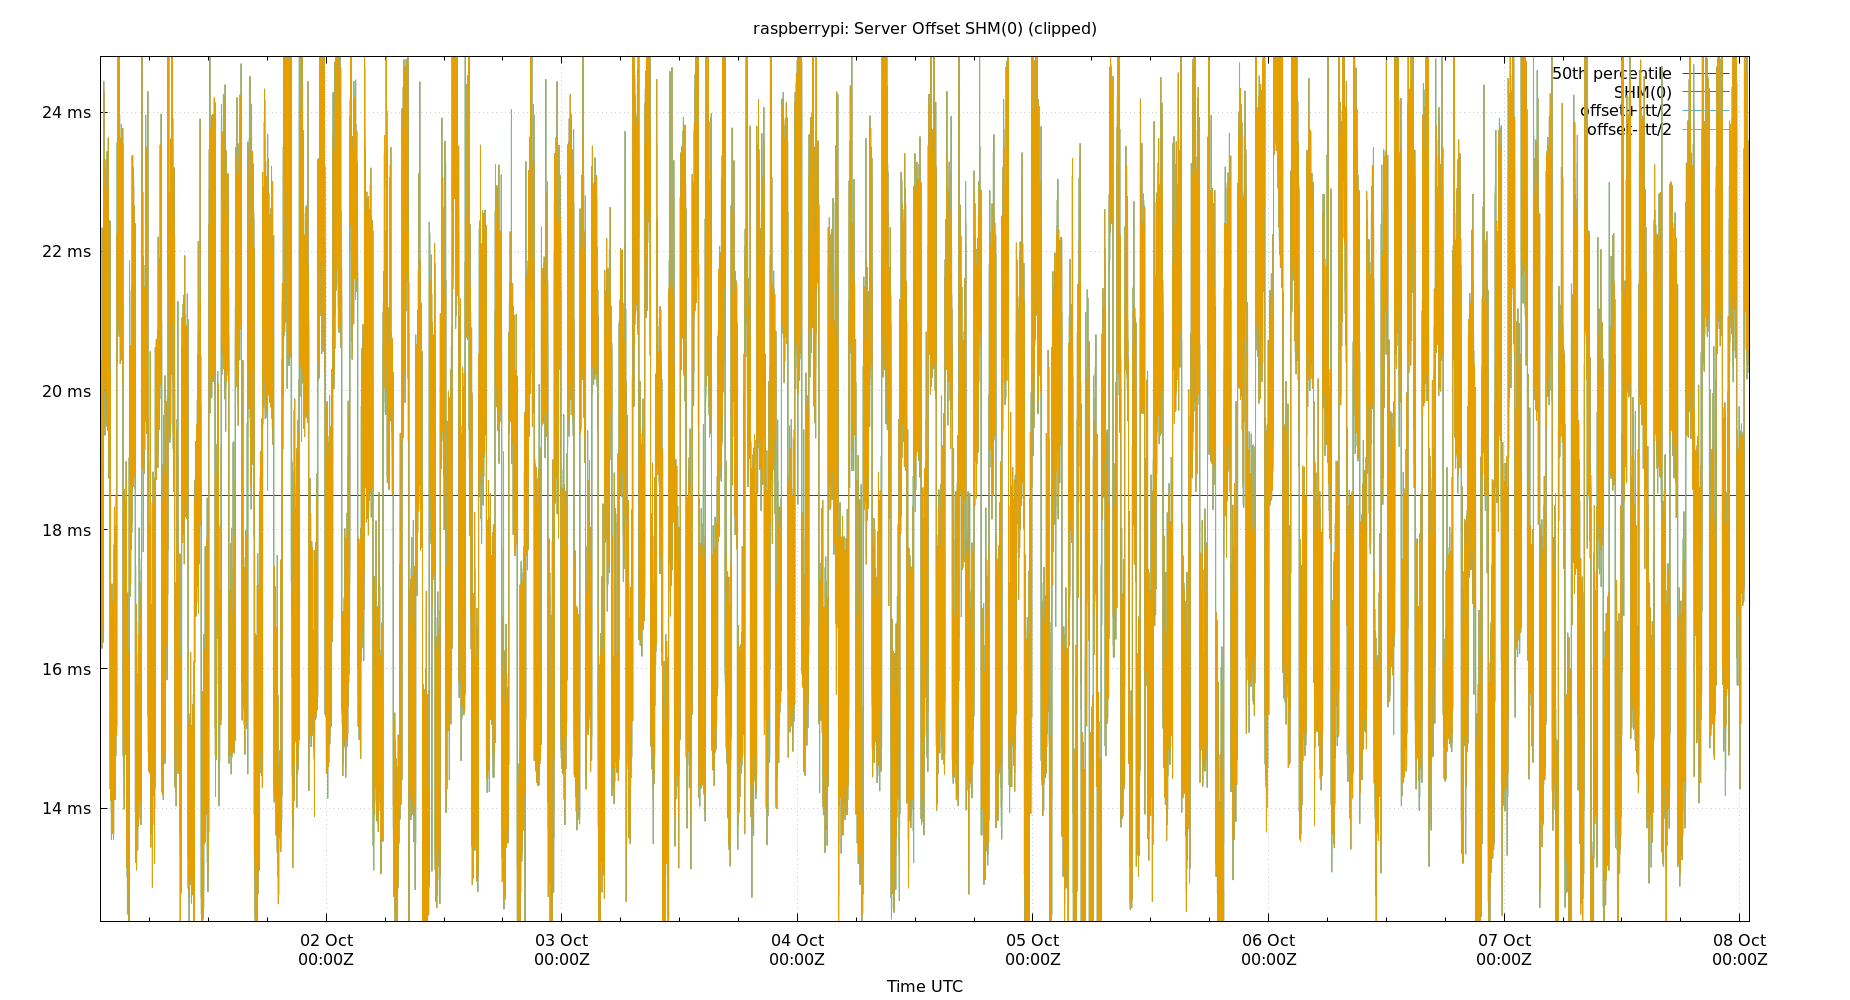 raspberrypi: Server Offset SHM(0) (clipped)
50th percentile
SHM(0)
offset+rtt/2
offset-rtt/2
24 ms
22 ms
20 ms
18 ms
16 ms
14 ms
02 Oct 03 Oct 04 Oct 05 Oct 06 Oct 07 Oct 08 Oct
00:00Z 00:00Z 00:00Z 00:00Z 00:00Z 00:00Z 00:00Z
Time UTC